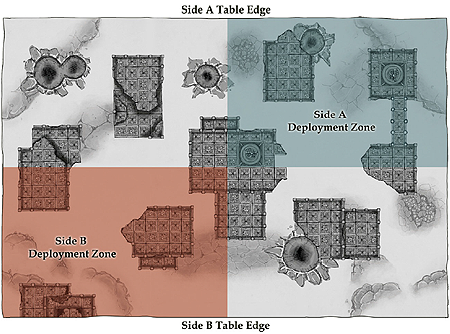 Side A Table Edge
Side A
Deployment Zone
Side B
Deployment Zone
Side B Table Edge